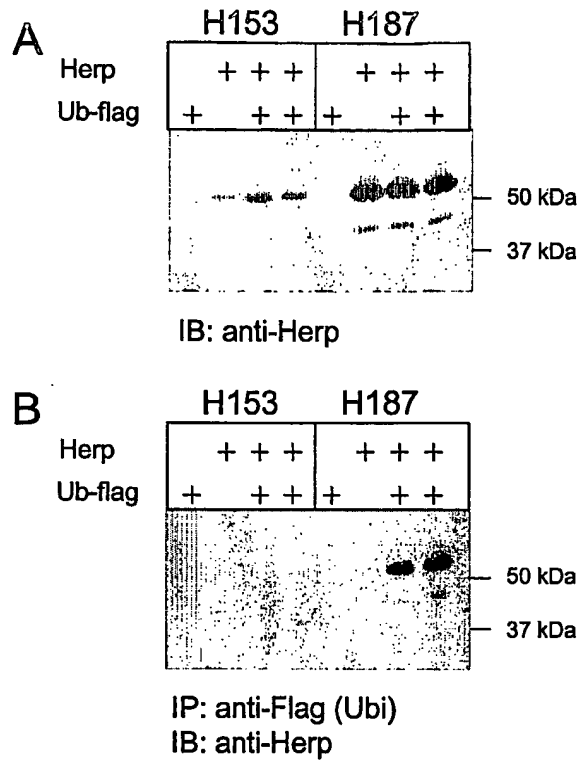 A
H153 H187
Herp + + + + + +
Ub-flag + + + + + +
50 kDa
37 kDa
IB: anti-Herp
B
H153 H187
Herp + + + + + +
Ub-flag + + + + + +
50 kDa
37 kDa
IP: anti-Flag (Ubi)
IB: anti-Herp